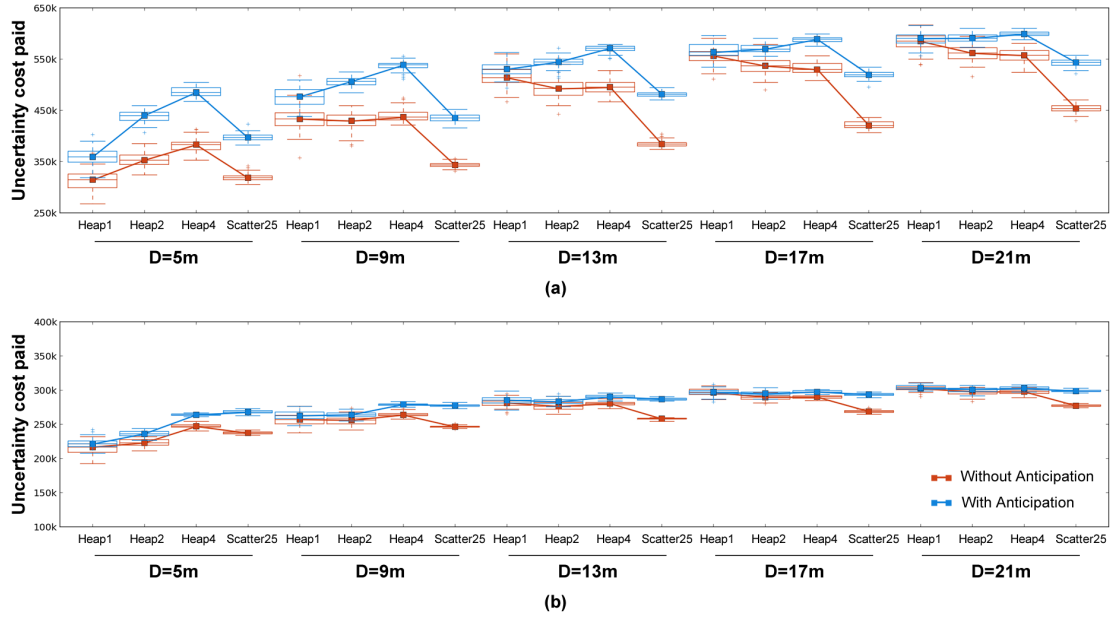 (a)
Uncertainty cost paid
650k
550k
450k
350k
250k
Heap1 Heap2 Heap4 Scatter25 Heap1 Heap2 Heap4 Scatter25 Heap1 Heap2 Heap4 Scatter25 Heap1 Heap2 Heap4 Scatter25 Heap1 Heap2 Heap4 Scatter25
D=5m D=9m D=13m D=17m D=21m
(b)
Uncertainty cost paid
400k
350k
300k
250k
200k
150k
100k
Without Anticipation
With Anticipation
Heap1 Heap2 Heap4 Scatter25 Heap1 Heap2 Heap4 Scatter25 Heap1 Heap2 Heap4 Scatter25 Heap1 Heap2 Heap4 Scatter25 Heap1 Heap2 Heap4 Scatter25
D=5m D=9m D=13m D=17m D=21m